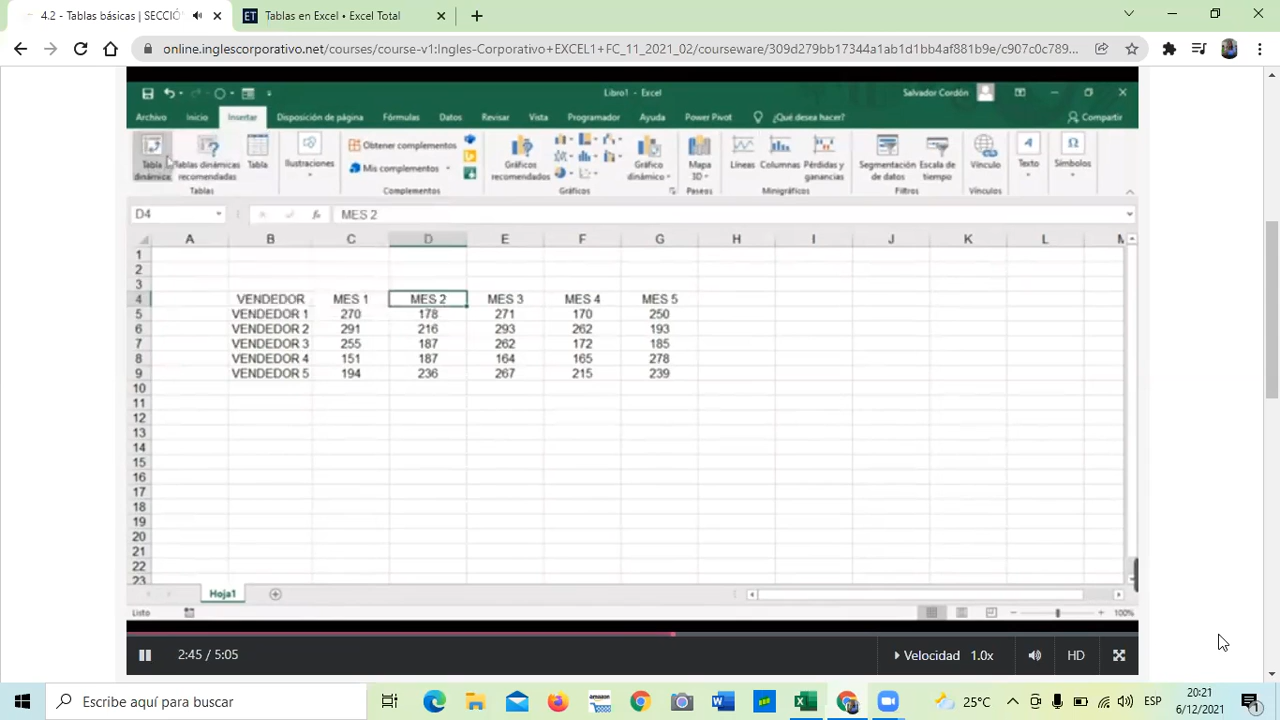 4.2 - Tablas básicas | SECCIÓ
Tablas en Excel • Excel Total
online.inglescorporativo.net/courses/course-v1:Ingles-Corporativo+EXCEL1+FC_11_2021_02/courseware/309d279bb17344a1ab1d1bb4af881b9e/c907c0c789...
Libro1 - Excel
Salvador Cordón
Archivo Inicio Insertar Disposición de página Fórmulas Datos Revisar Vista Programador Ayuda Power Pivot ¿Qué desea hacer? Compartir
Tabla dinámica
Tablas dinámicas recomendadas
Tabla
Tablas
Ilustraciones
Obtener complementos
Mis complementos
Complementos
Gráficos recomendados
Gráfico dinámico
Gráficos
Mapa 3D
Paseos
Líneas Columnas Pérdidas y ganancias
Minigráficos
Segmentación de datos
Escala de tiempo
Filtros
Vínculo
Vínculos
Texto
Símbolos
D4 fx MES 2
A B C D E F G H I J K L M
1
2
3
4 VENDEDOR MES 1 MES 2 MES 3 MES 4 MES 5
5 VENDEDOR 1 270 178 271 170 250
6 VENDEDOR 2 291 216 293 262 193
7 VENDEDOR 3 255 187 262 172 185
8 VENDEDOR 4 151 187 164 165 278
9 VENDEDOR 5 194 236 267 215 239
10
11
12
13
14
15
16
17
18
19
20
21
22
23
Hoja1
Listo 100%
2:45 / 5:05 Velocidad 1.0x HD
Escribe aquí para buscar
amazon
25°C
ESP
20:21
6/12/2021
1